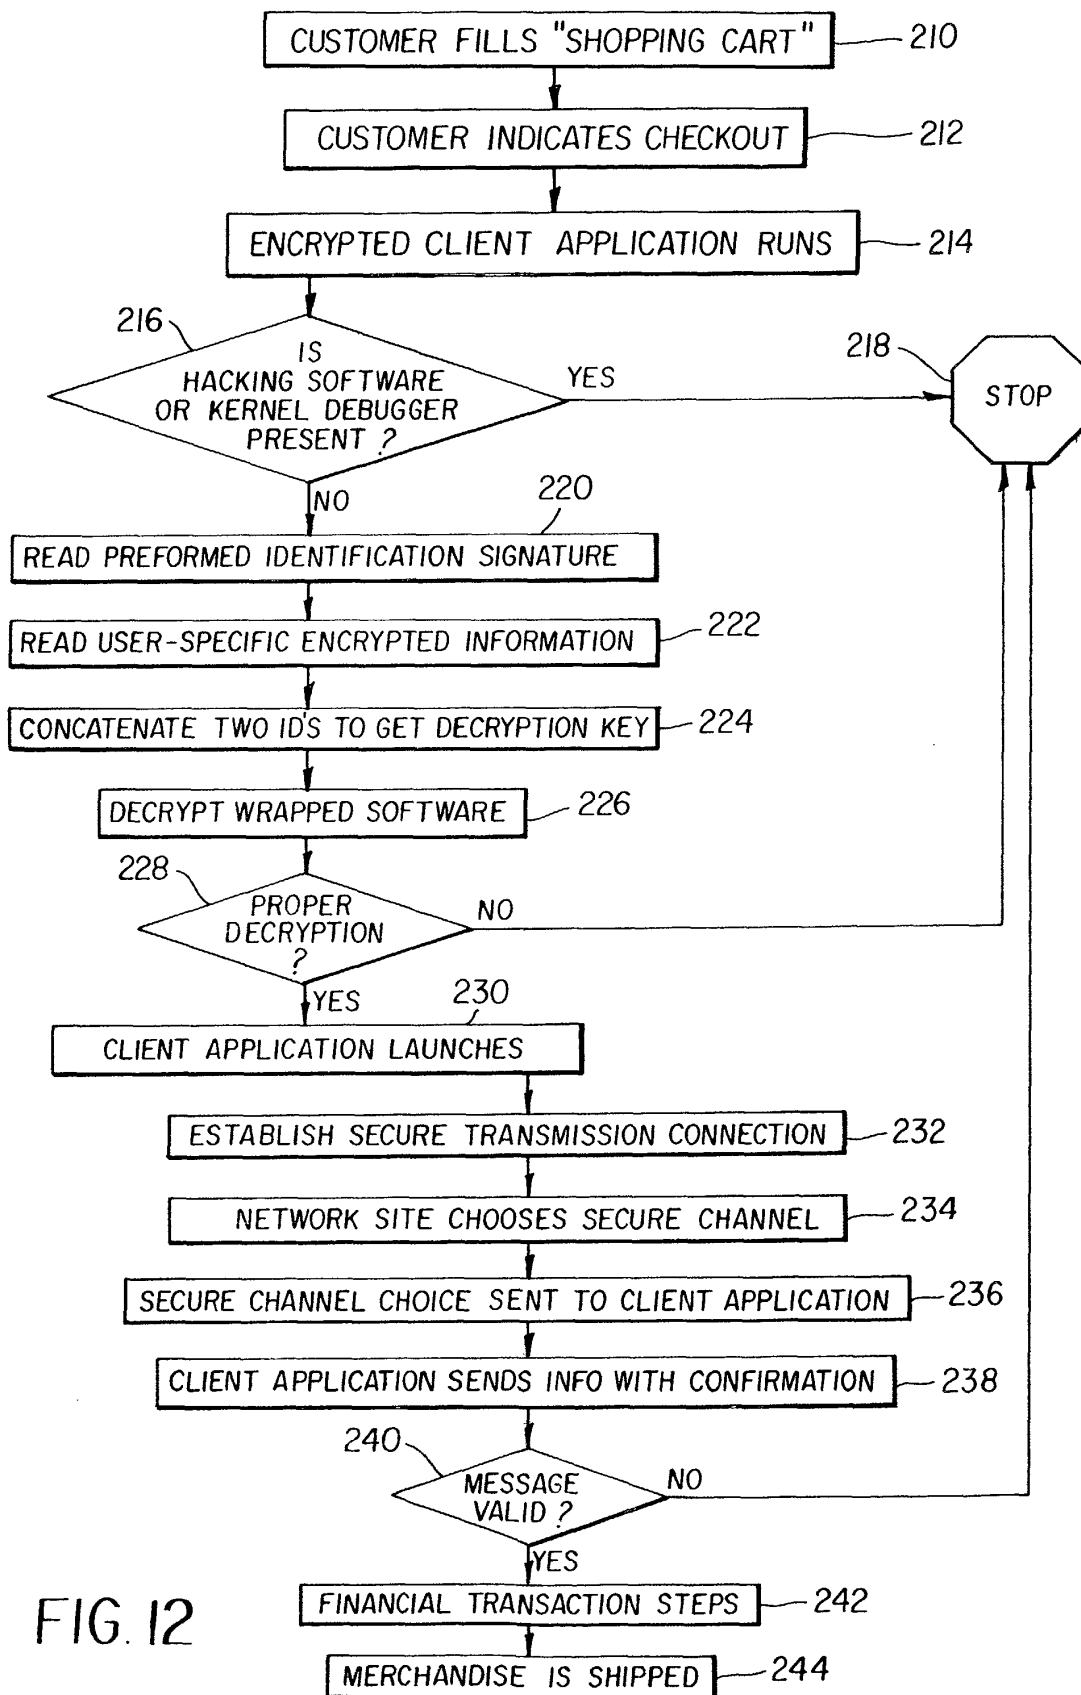 CUSTOMER FILLS "SHOPPING CART"
210
CUSTOMER INDICATES CHECKOUT
212
ENCRYPTED CLIENT APPLICATION RUNS
214
216
IS
HACKING SOFTWARE
OR KERNEL DEBUGGER
PRESENT ?
YES
218
STOP
NO
220
READ PREFORMED IDENTIFICATION SIGNATURE
READ USER-SPECIFIC ENCRYPTED INFORMATION
222
CONCATENATE TWO ID'S TO GET DECRYPTION KEY
224
DECRYPT WRAPPED SOFTWARE
226
228
PROPER
DECRYPTION
?
NO
YES
230
CLIENT APPLICATION LAUNCHES
ESTABLISH SECURE TRANSMISSION CONNECTION
232
NETWORK SITE CHOOSES SECURE CHANNEL
234
SECURE CHANNEL CHOICE SENT TO CLIENT APPLICATION
236
CLIENT APPLICATION SENDS INFO WITH CONFIRMATION
238
240
MESSAGE
VALID ?
NO
YES
FINANCIAL TRANSACTION STEPS
242
MERCHANDISE IS SHIPPED
244
FIG. 12